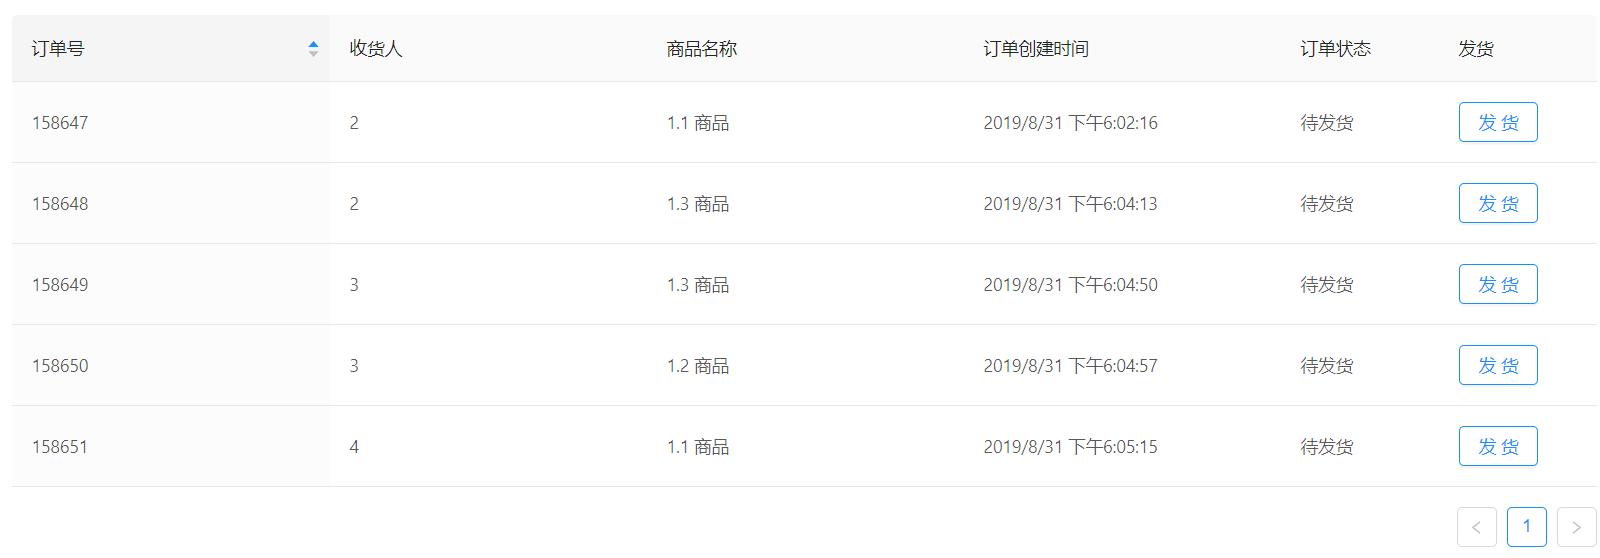 订单号 收货人 商品名称 订单创建时间 订单状态 发货
158647 2 1.1 商品 2019/8/31 下午6:02:16 待发货 发 货
158648 2 1.3 商品 2019/8/31 下午6:04:13 待发货 发 货
158649 3 1.3 商品 2019/8/31 下午6:04:50 待发货 发 货
158650 3 1.2 商品 2019/8/31 下午6:04:57 待发货 发 货
158651 4 1.1 商品 2019/8/31 下午6:05:15 待发货 发 货
1